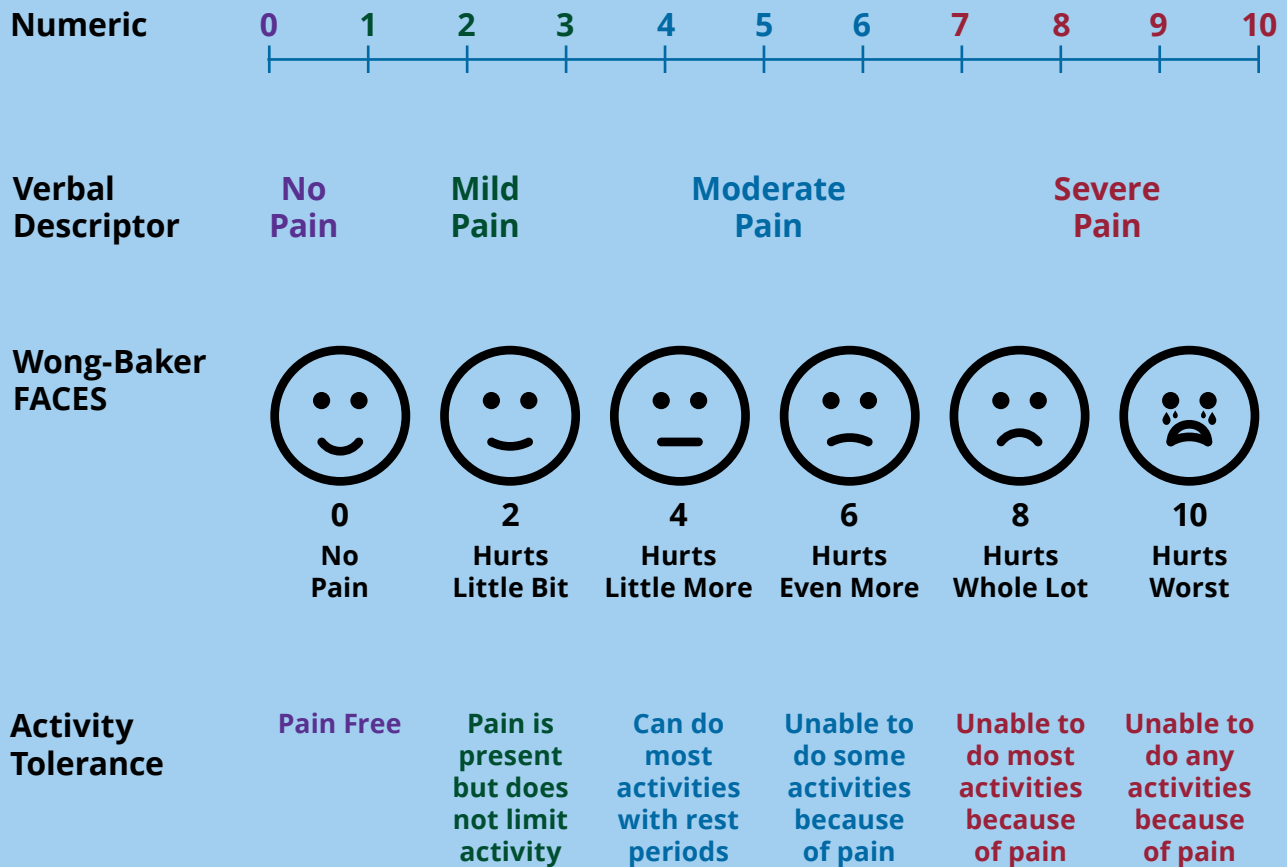 Numeric 0 1 2 3 4 5 6 7 8 9 10
Verbal
Descriptor
No
Pain
Mild
Pain
Moderate
Pain
Severe
Pain
Wong-Baker
FACES
0
No
Pain
2
Hurts
Little Bit
4
Hurts
Little More
6
Hurts
Even More
8
Hurts
Whole Lot
10
Hurts
Worst
Activity
Tolerance
Pain Free
Pain is
present
but does
not limit
activity
Can do
most
activities
with rest
periods
Unable to
do some
activities
because
of pain
Unable to
do most
activities
because
of pain
Unable to
do any
activities
because
of pain